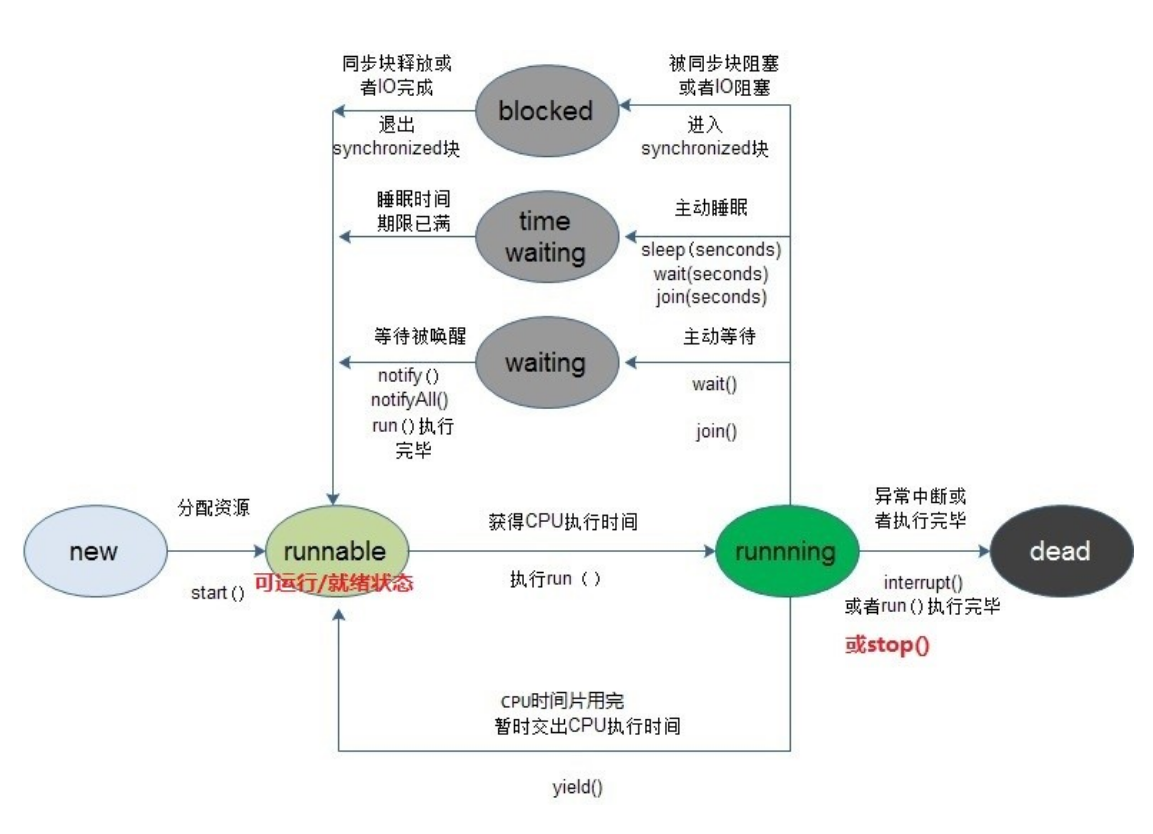 同步块释放或
者IO完成
blocked
被同步块阻塞
或者IO阻塞
退出
synchronized块
进入
synchronized块
睡眠时间
期限已满
time
waiting
主动睡眠
sleep(senconds)
wait(seconds)
join(seconds)
等待被唤醒
waiting
主动等待
notify()
notifyAll()
run()执行
完毕
wait()
join()
new
分配资源
start()
runnable
可运行/就绪状态
获得CPU执行时间
执行run（）
runnning
异常中断或
者执行完毕
interrupt()
或者run()执行完毕
或stop()
dead
CPU时间片用完
暂时交出CPU执行时间
yield()